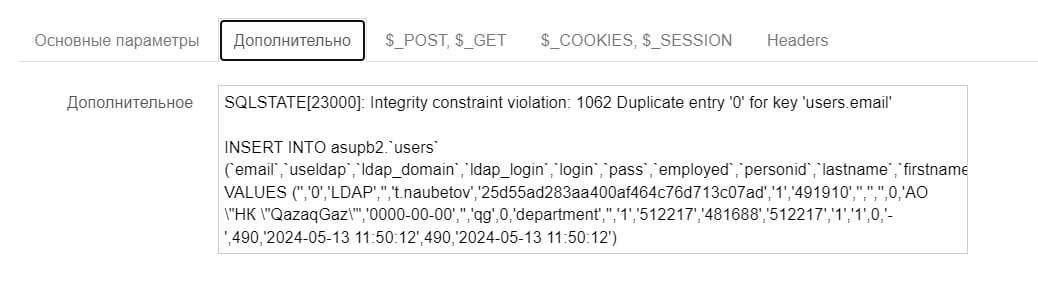 Основные параметры Дополнительно $_POST, $_GET $_COOKIES, $_SESSION Headers
Дополнительное
SQLSTATE[23000]: Integrity constraint violation: 1062 Duplicate entry '0' for key 'users.email'
INSERT INTO asupb2.`users`
(`email`,`useldap`,`ldap_domain`,`ldap_login`,`login`,`pass`,`employed`,`personid`,`lastname`,`firstname
VALUES ('','0','LDAP','','t.naubetov','25d55ad283aa400af464c76d713c07ad','1','491910','','','',0,'АО
\"НК \"QazaqGaz\"','0000-00-00','','qg',0,'department','','1','512217','481688','512217','1','1',0,'-
',490,'2024-05-13 11:50:12',490,'2024-05-13 11:50:12')